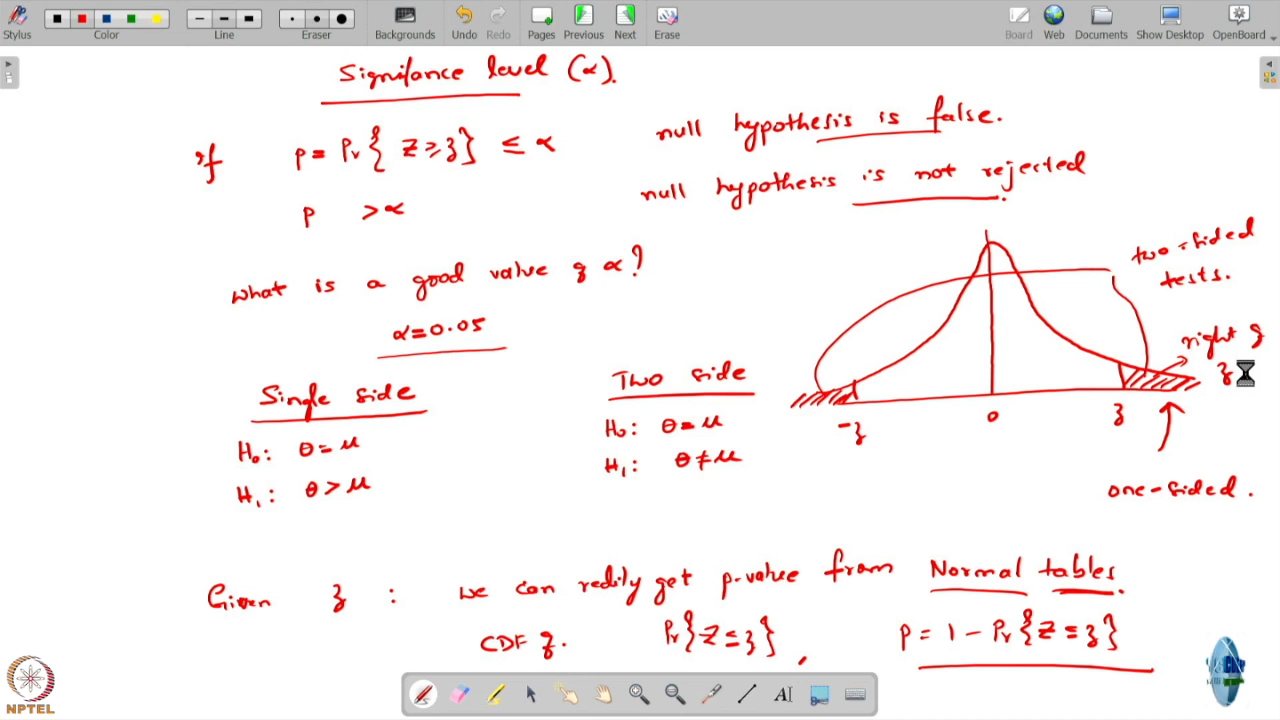 Stylus
Color
Line
Eraser
Backgrounds
Undo
Redo
Pages
Previous
Next
Erase
Board
Web
Documents
Show Desktop
OpenBoard
Signifance level (α).
If p = Pr{ Z ≥ z } ≤ α null hypothesis is false.
p > α null hypothesis is not rejected
What is a good value of α?
α = 0.05
two-sided
tests.
right of
z
-z 0 z
one-sided.
Single side
H₀: θ = μ
H₁: θ > μ
Two side
H₀: θ = μ
H₁: θ ≠ μ
Given z : we can redily get p-value from Normal tables.
CDF z. Pr{ Z ≤ z }, p = 1 - Pr{ Z ≤ z }
NPTEL
AI